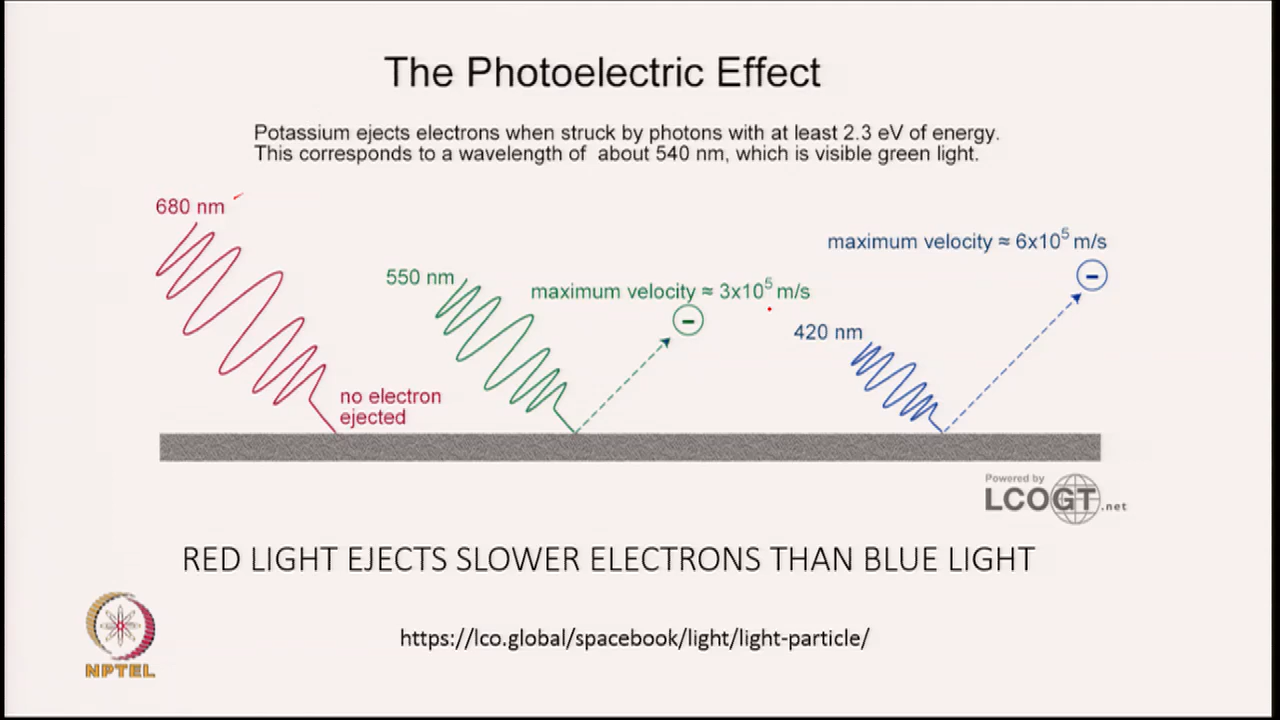 The Photoelectric Effect
Potassium ejects electrons when struck by photons with at least 2.3 eV of energy.
This corresponds to a wavelength of about 540 nm, which is visible green light.
680 nm
maximum velocity ≈ 6x10⁵ m/s
550 nm
maximum velocity ≈ 3x10⁵ m/s
420 nm
no electron
ejected
Powered by
LCOGT.net
RED LIGHT EJECTS SLOWER ELECTRONS THAN BLUE LIGHT
https://lco.global/spacebook/light/light-particle/
NPTEL